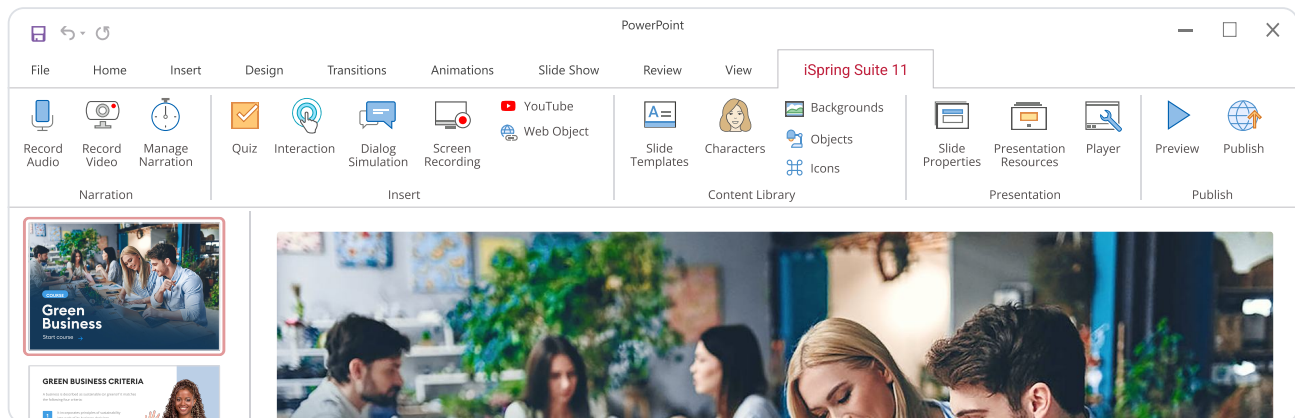 PowerPoint
File Home Insert Design Transitions Animations Slide Show Review View iSpring Suite 11
Record Audio
Record Video
Manage Narration
Narration
Quiz
Interaction
Dialog Simulation
Screen Recording
YouTube
Web Object
Insert
Slide Templates
Characters
Backgrounds
Objects
Icons
Content Library
Slide Properties
Presentation Resources
Player
Presentation
Preview
Publish
Publish
COURSE
Green
Business
Start course
GREEN BUSINESS CRITERIA
1